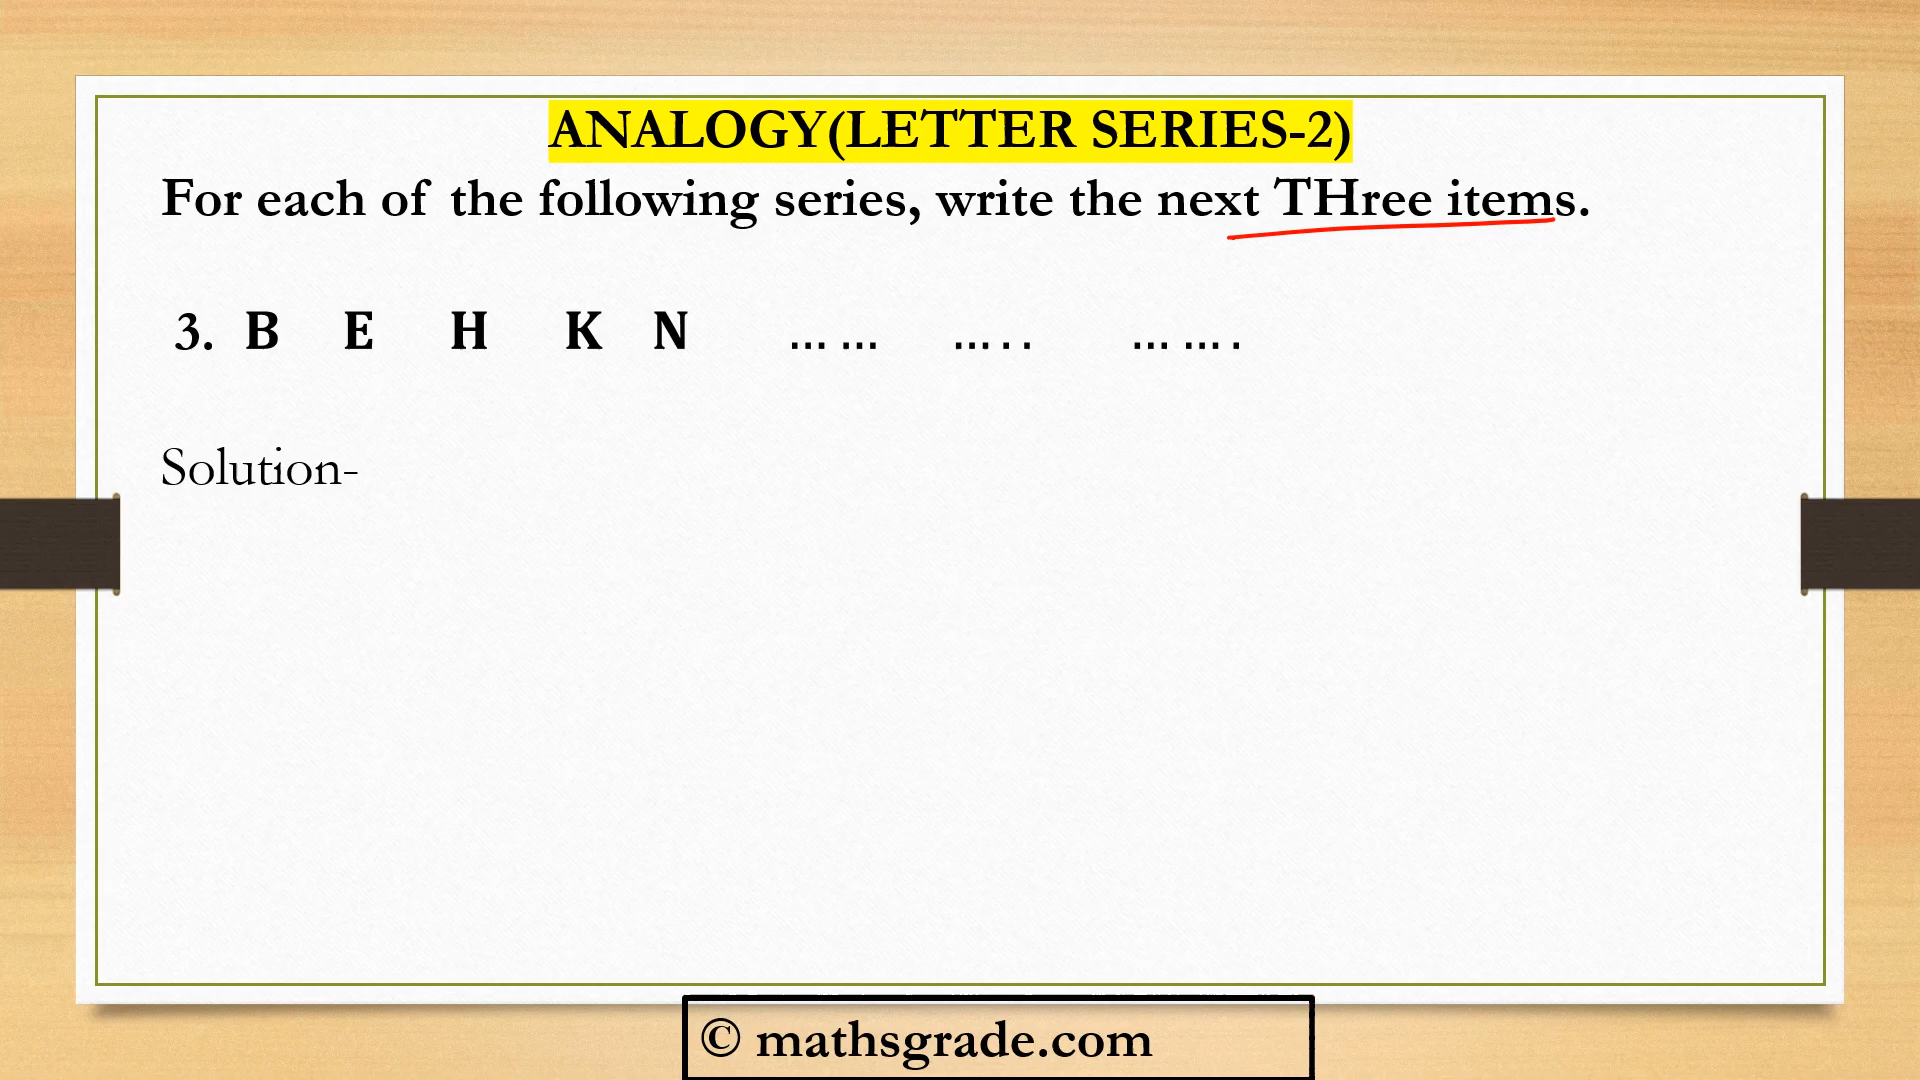 ANALOGY(LETTER SERIES-2)
For each of the following series, write the next THree items.
3. B E H K N ... ... ... . . ... ... .
Solution-
© mathsgrade.com